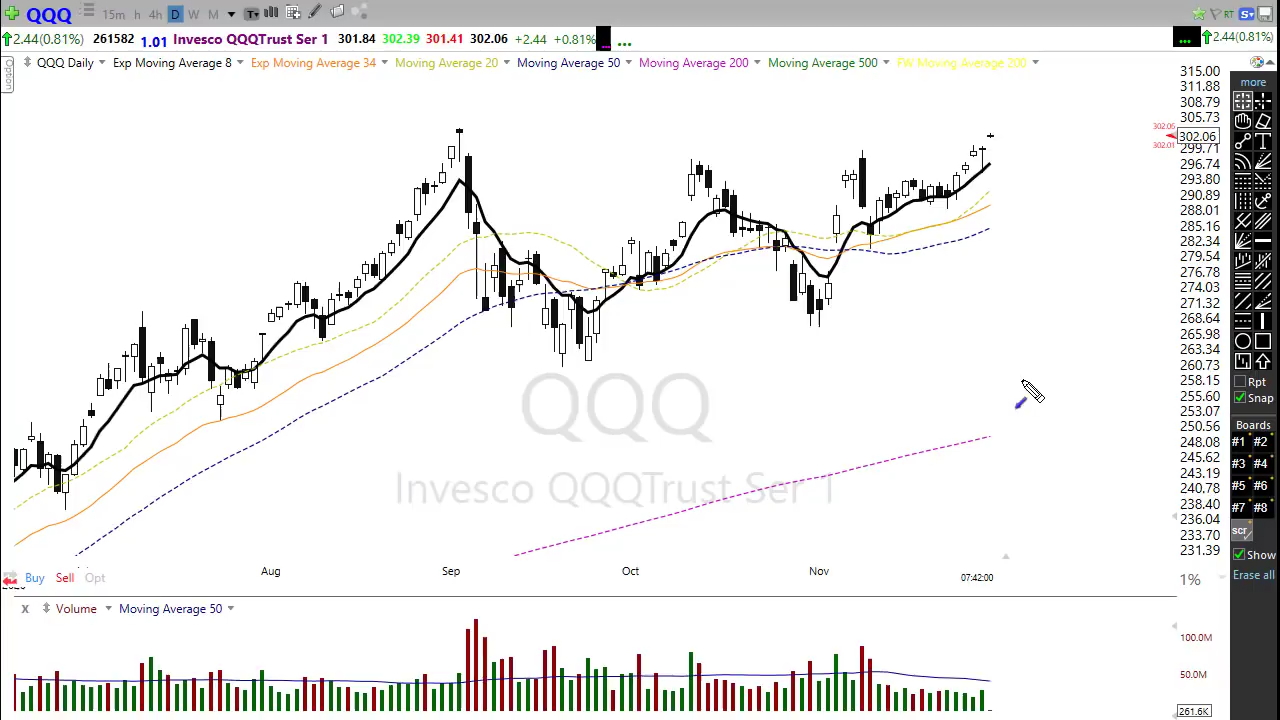 QQQ 15m h 4h D W M T RT S
2.44(0.81%) 261582 1.01 Invesco QQQTrust Ser 1 301.84 302.39 301.41 302.06 +2.44 +0.81% ... ... 2.44(0.81%)
Option
QQQ Daily Exp Moving Average 8 Exp Moving Average 34 Moving Average 20 Moving Average 50 Moving Average 200 Moving Average 500 FW Moving Average 200
315.00
311.88
308.79
305.73
302.06
302.06
302.01
299.71
296.74
293.80
290.89
288.01
285.16
282.34
279.54
276.78
274.03
271.32
268.64
265.98
263.34
260.73
258.15
255.60
253.07
250.56
248.08
245.62
243.19
240.78
238.40
236.04
233.70
231.39
more
T
Rpt
Snap
Boards
#1 #2
#3 #4
#5 #6
#7 #8
scr
Show
Erase all
QQQ
Invesco QQQTrust Ser 1
Aug Sep Oct Nov 07:42:00
Buy Sell Opt 1%
X Volume Moving Average 50
100.0M
50.0M
261.6K